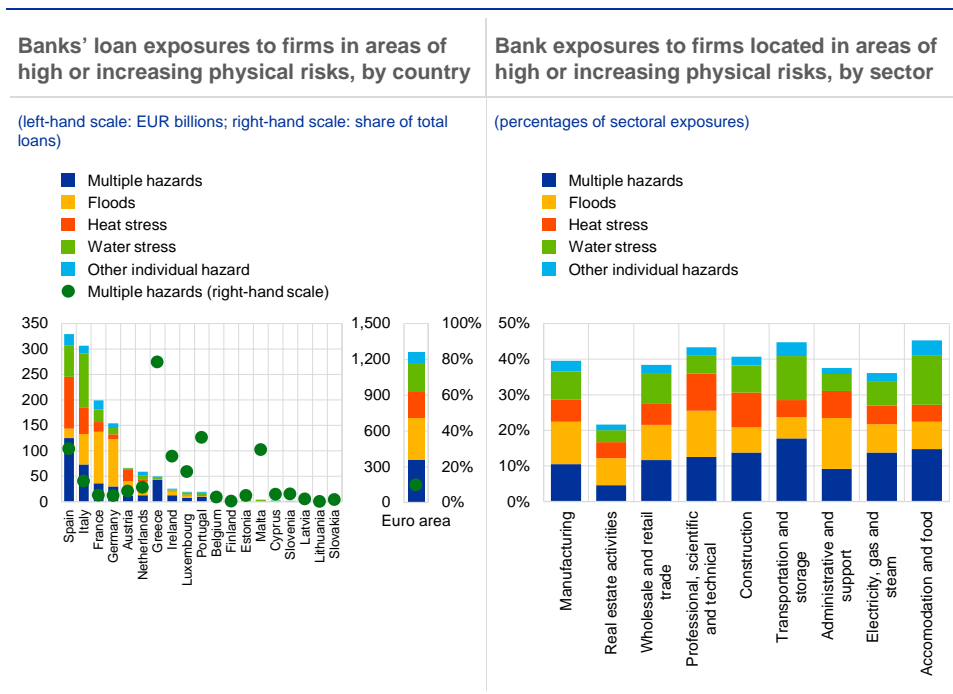 Banks’ loan exposures to firms in areas of
high or increasing physical risks, by country
(left-hand scale: EUR billions; right-hand scale: share of total
loans)
Multiple hazards
Floods
Heat stress
Water stress
Other individual hazard
Multiple hazards (right-hand scale)
350
300
250
200
150
100
50
0
Spain
Italy
France
Germany
Austria
Netherlands
Greece
Ireland
Luxembourg
Portugal
Belgium
Finland
Estonia
Malta
Cyprus
Slovenia
Latvia
Lithuania
Slovakia
1,500
1,200
900
600
300
0
100%
80%
60%
40%
20%
0%
Euro area
Bank exposures to firms located in areas of
high or increasing physical risks, by sector
(percentages of sectoral exposures)
Multiple hazards
Floods
Heat stress
Water stress
Other individual hazards
50%
40%
30%
20%
10%
0%
Manufacturing
Real estate activities
Wholesale and retail
trade
Professional, scientific
and technical
Construction
Transportation and
storage
Administrative and
support
Electricity, gas and
steam
Accomodation and food